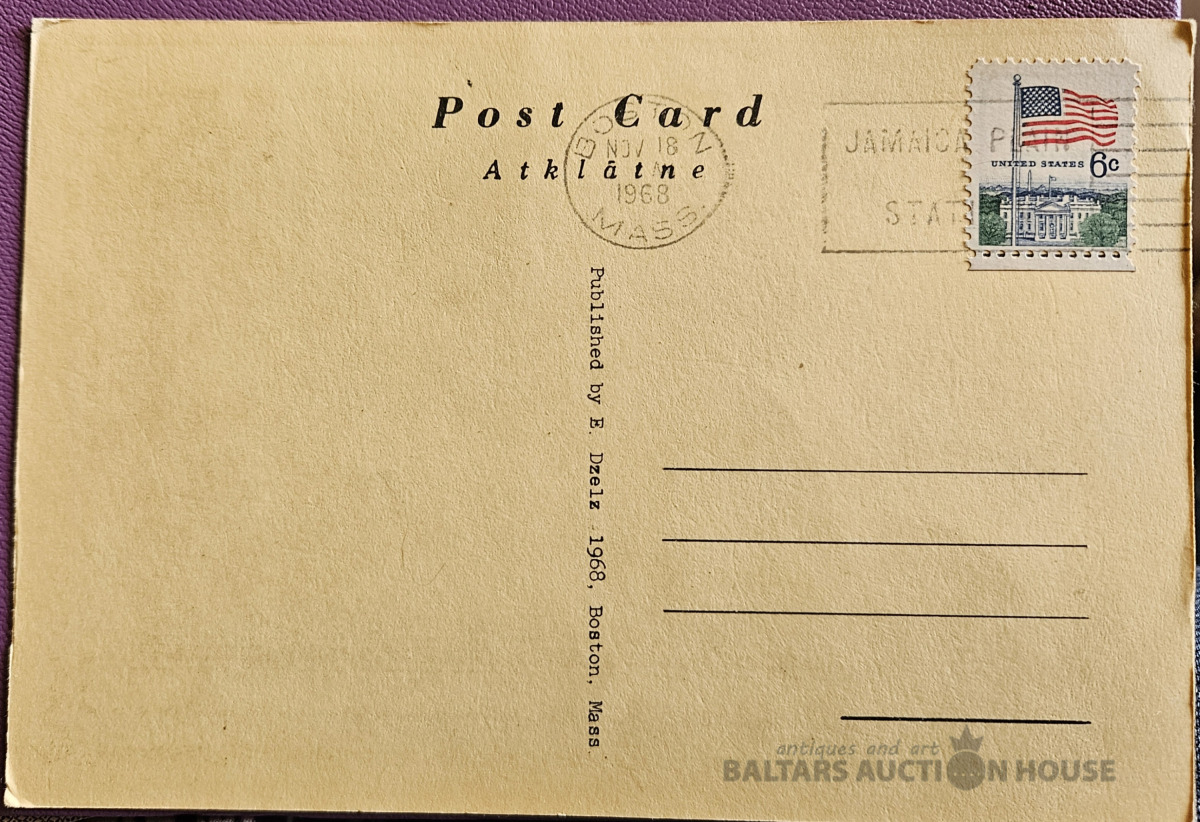 Post Card
Atklātne
BOSTON
NOV 18
1968
MASS.
JAMAICA PLAIN
UNITED STATES 6c
Published by E. Dzelz 1968, Boston, Mass.
antiques and art
BALTARS AUCTION HOUSE